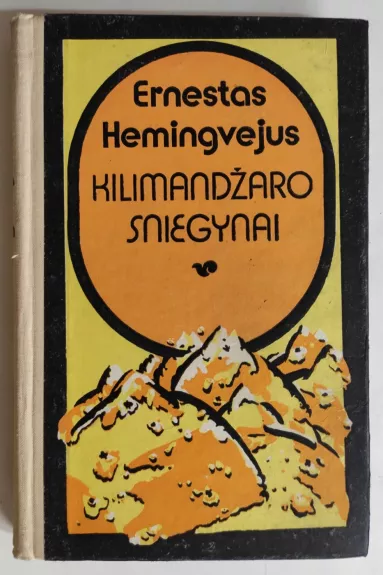 Ernestas
Hemingvejus
KILIMANDŽARO
SNIEGYNAI